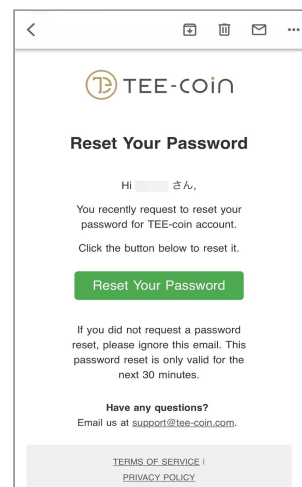 TEE-coin
Reset Your Password
Hi さん,
You recently request to reset your
password for TEE-coin account.
Click the button below to reset it.
Reset Your Password
If you did not request a password
reset, please ignore this email. This
password reset is only valid for the
next 30 minutes.
Have any questions?
Email us at support@tee-coin.com.
TERMS OF SERVICE |
PRIVACY POLICY